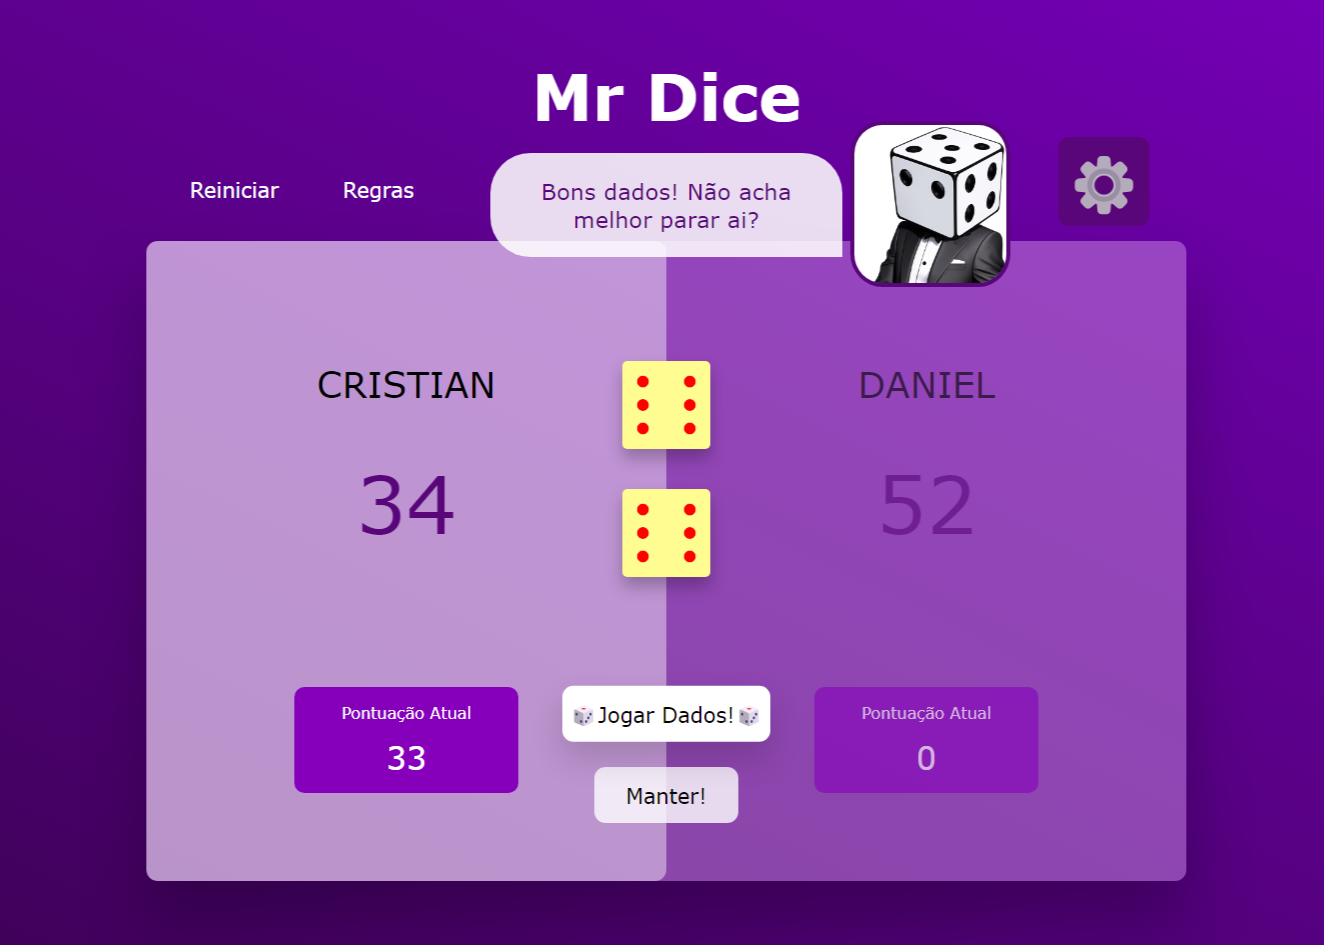 Mr Dice
Reiniciar
Regras
Bons dados! Não acha
melhor parar ai?
CRISTIAN
34
DANIEL
52
Pontuação Atual
33
🎲Jogar Dados!🎲
Manter!
Pontuação Atual
0